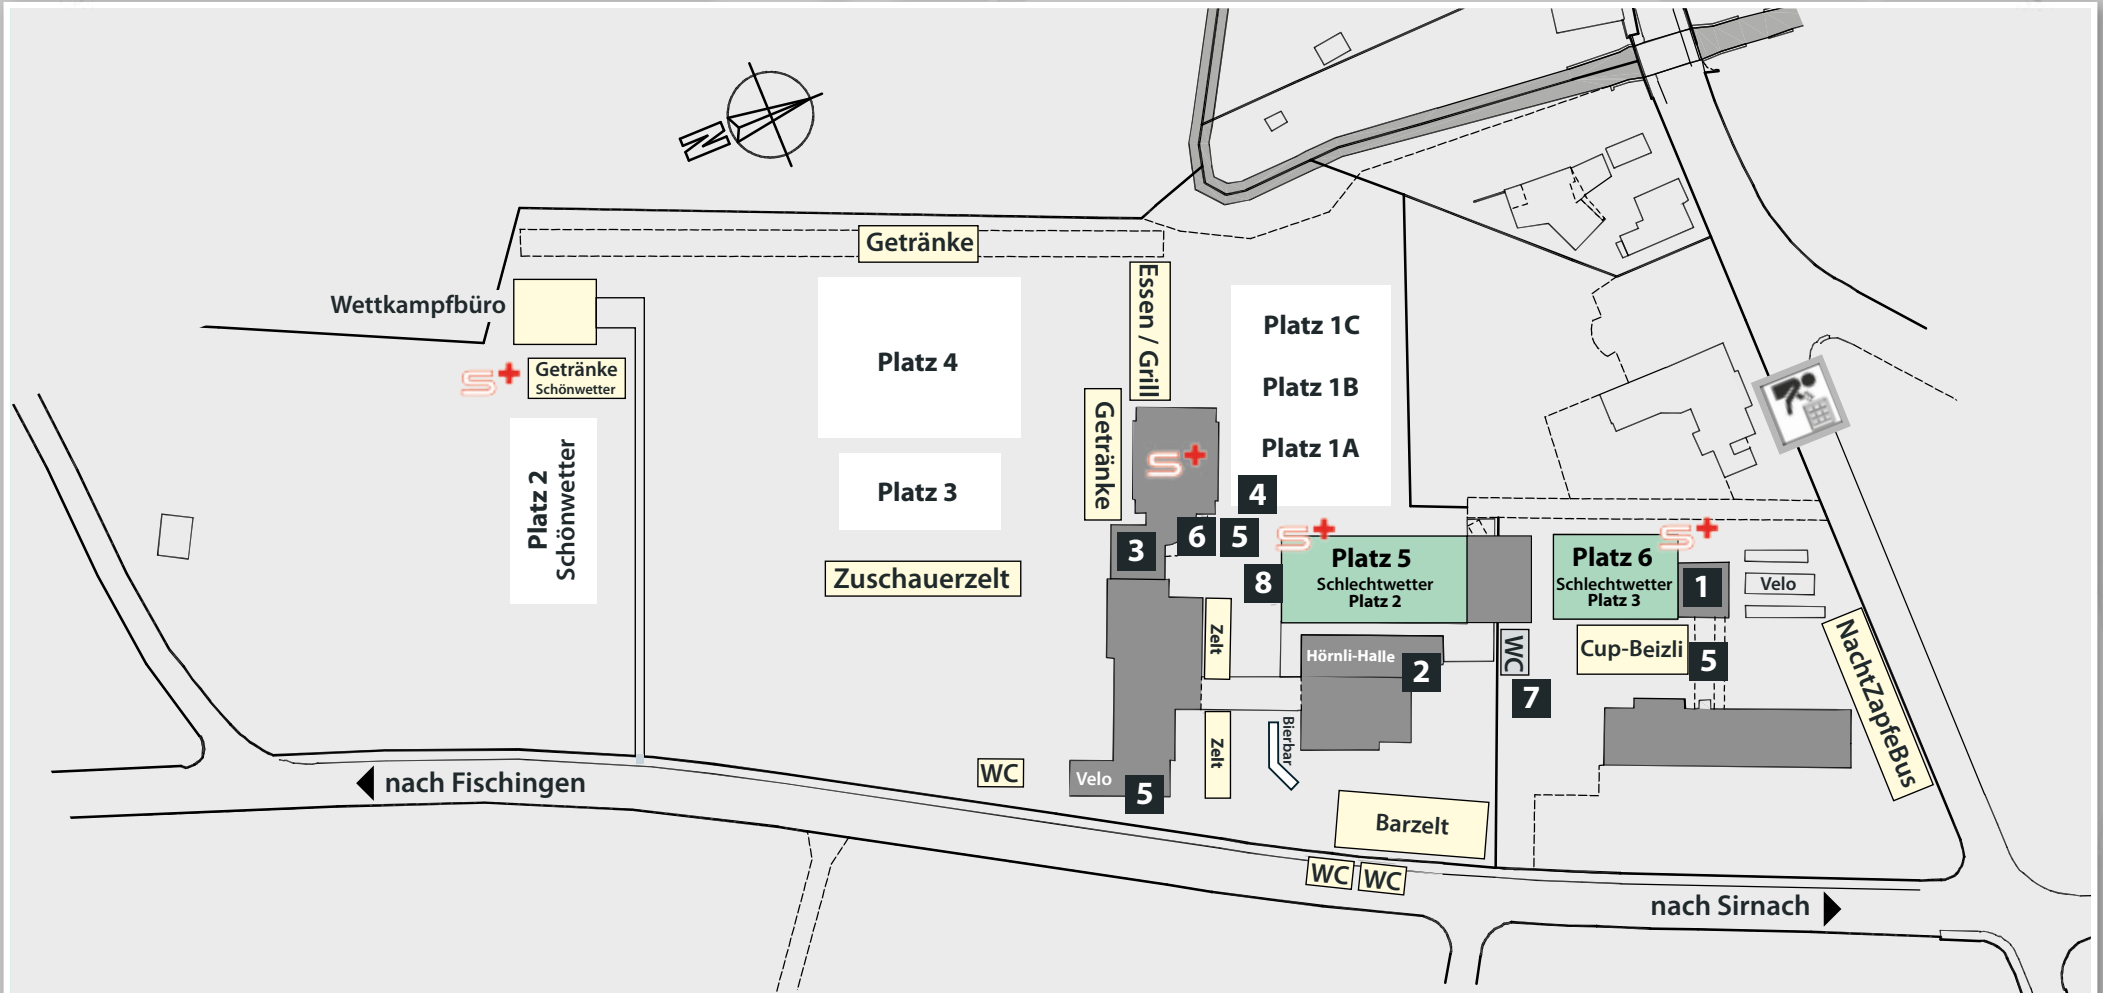 N
Getränke
Wettkampfbüro
Getränke
Schönwetter
S+
Platz 2
Schönwetter
Platz 4
Platz 3
Zuschauerzelt
Essen / Grill
Getränke
S+
Platz 1C
Platz 1B
Platz 1A
4
3
6
5
8
S+
Platz 5
Schlechtwetter
Platz 2
S+
Platz 6
Schlechtwetter
Platz 3
1
Velo
Zelt
Hörnli-Halle
2
WC
7
Cup-Beizli
5
NachtZapfeBus
Zelt
Bierbar
WC
Velo
5
Barzelt
WC
WC
nach Fischingen
nach Sirnach